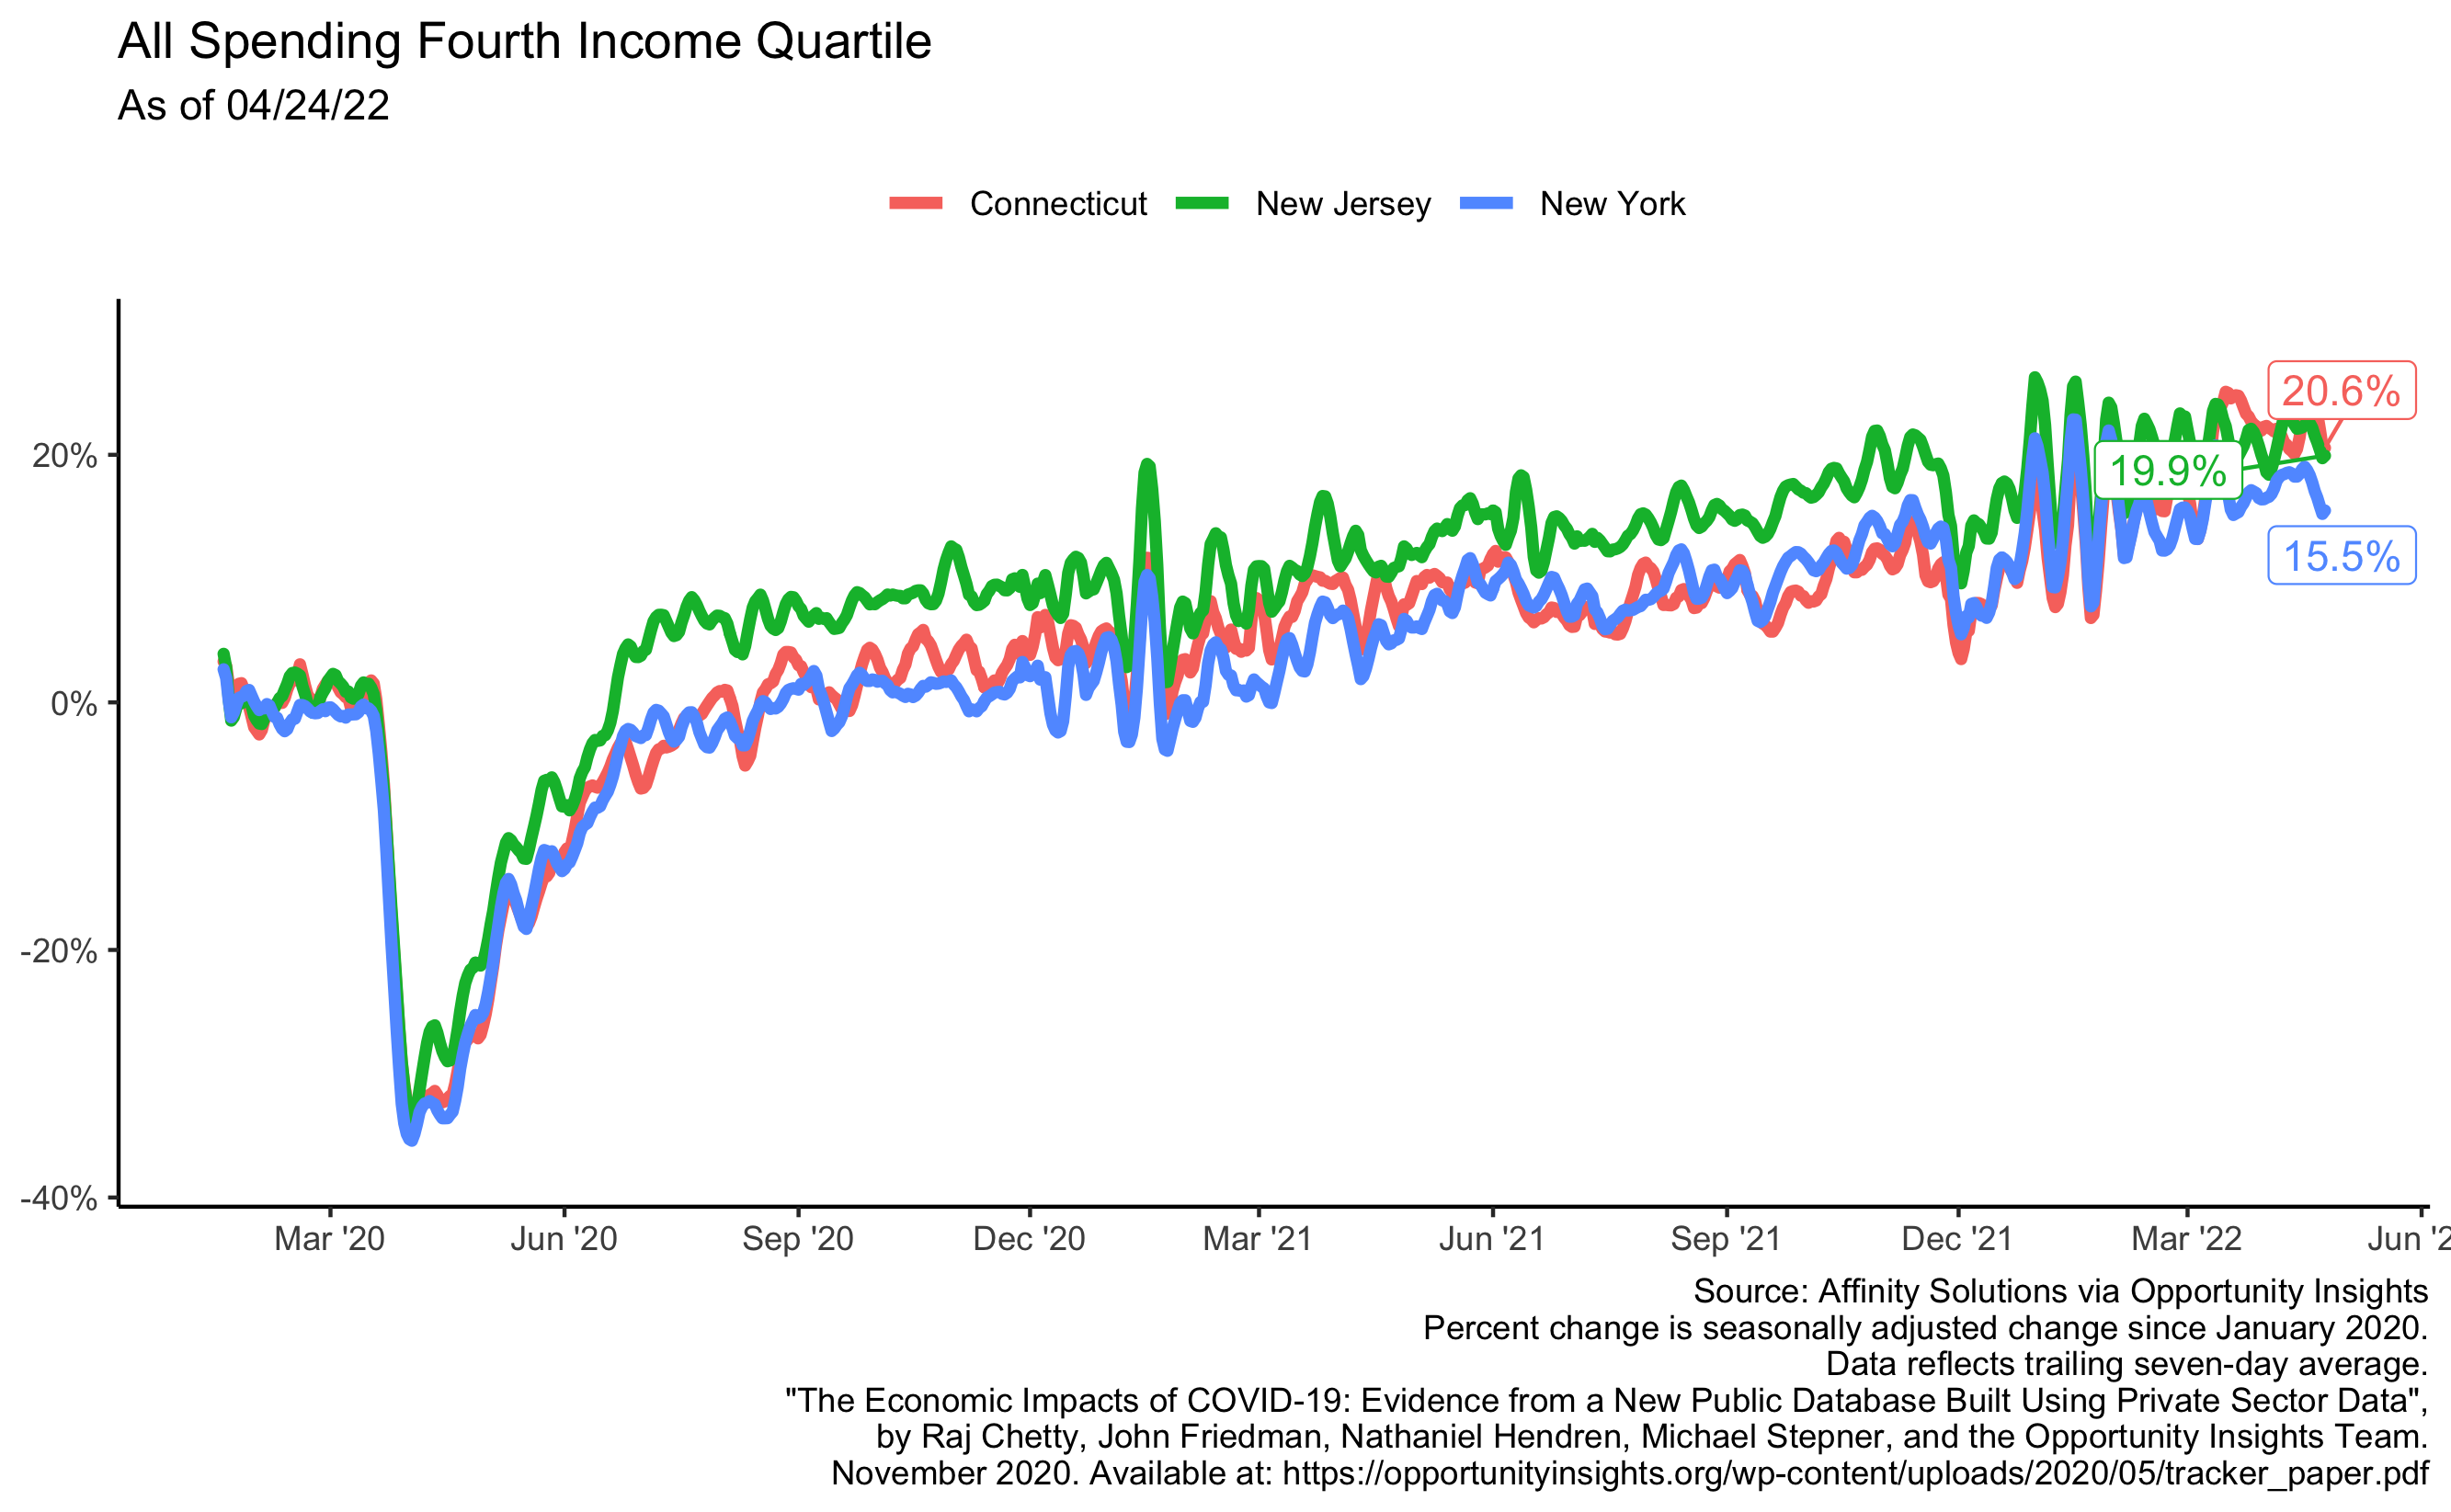 All Spending Fourth Income Quartile
As of 04/24/22
Connecticut New Jersey New York
20.6%
19.9%
15.5%
20%
0%
-20%
-40%
Mar '20 Jun '20 Sep '20 Dec '20 Mar '21 Jun '21 Sep '21 Dec '21 Mar '22 Jun '2
Source: Affinity Solutions via Opportunity Insights
Percent change is seasonally adjusted change since January 2020.
Data reflects trailing seven-day average.
"The Economic Impacts of COVID-19: Evidence from a New Public Database Built Using Private Sector Data",
by Raj Chetty, John Friedman, Nathaniel Hendren, Michael Stepner, and the Opportunity Insights Team.
November 2020. Available at: https://opportunityinsights.org/wp-content/uploads/2020/05/tracker_paper.pdf